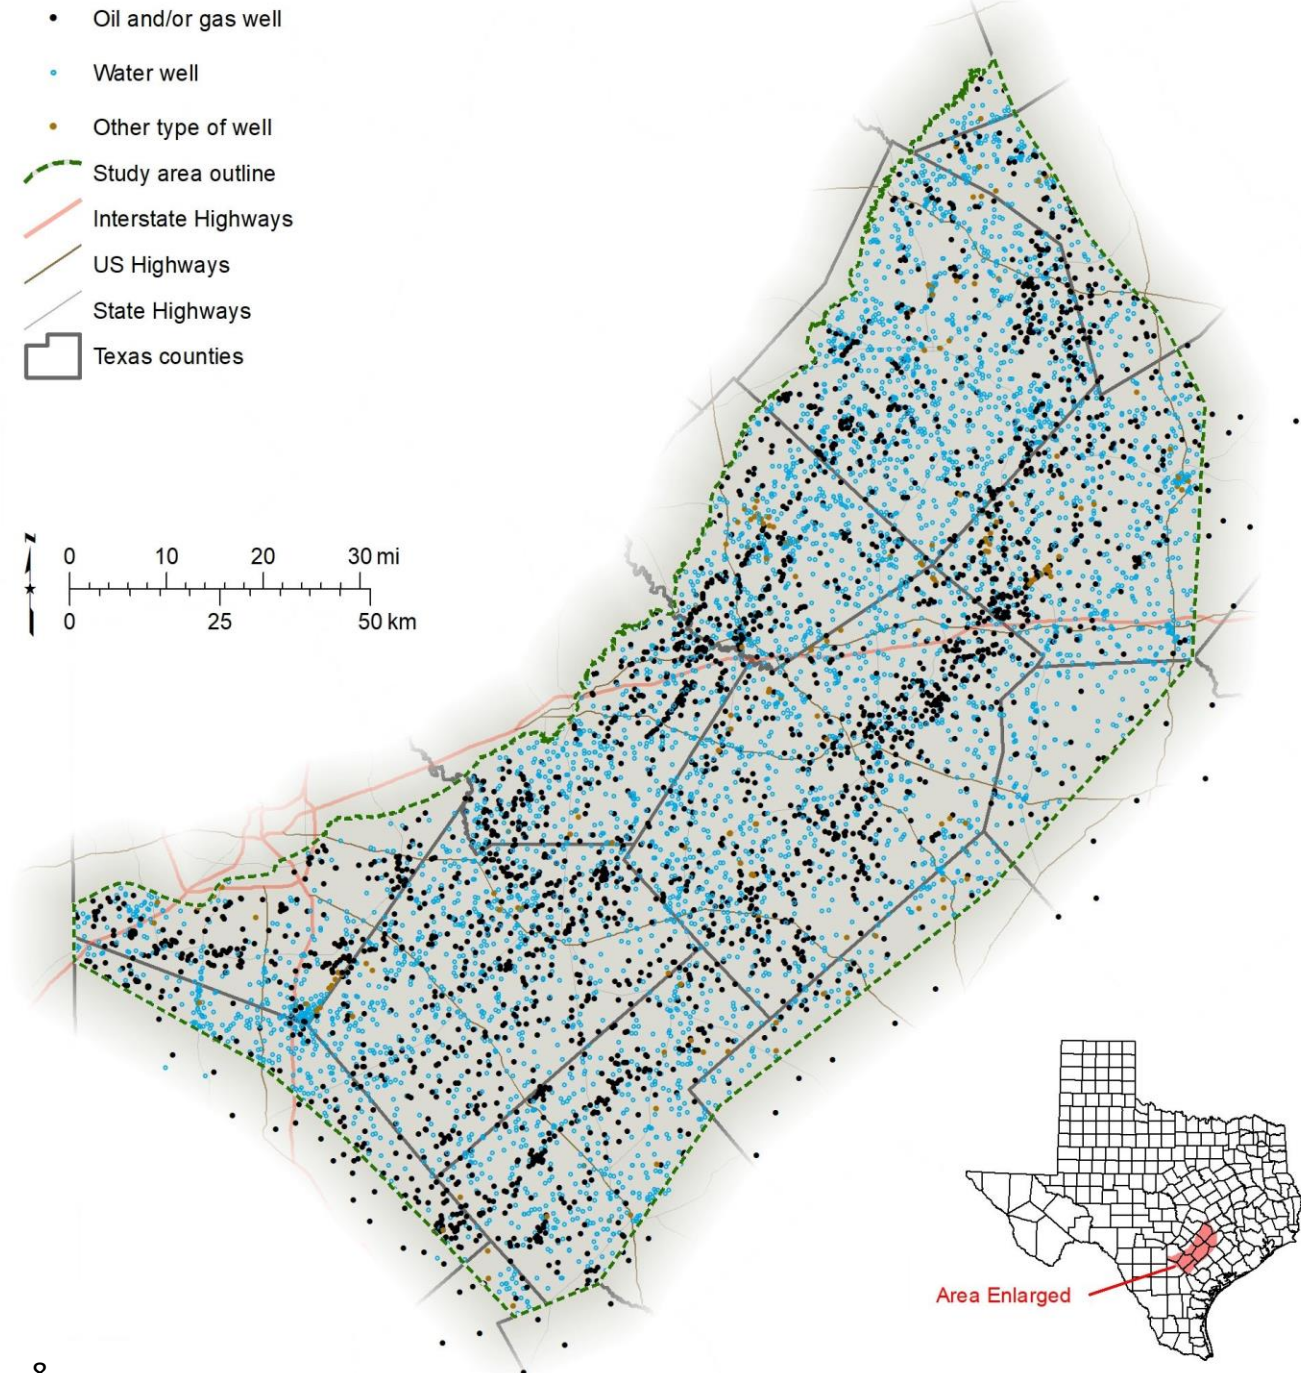 Oil and/or gas well
Water well
Other type of well
Study area outline
Interstate Highways
US Highways
State Highways
Texas counties
N
0 10 20 30 mi
0 25 50 km
Area Enlarged
8